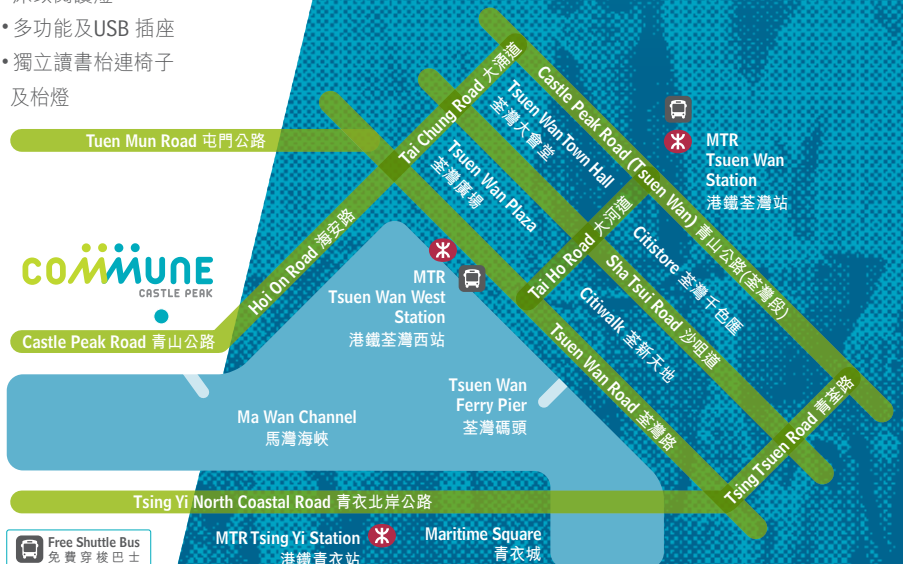 • 多功能及USB 插座
• 獨立讀書枱連椅子
及枱燈
Tuen Mun Road 屯門公路
Tai Chung Road 大涌道
Castle Peak Road (Tsuen Wan) 青山公路(荃灣段)
Tsuen Wan Town Hall
荃灣大會堂
Tsuen Wan Plaza
荃灣廣場
MTR
Tsuen Wan
Station
港鐵荃灣站
Hoi On Road 海安路
COMMUNE
CASTLE PEAK
Castle Peak Road 青山公路
MTR
Tsuen Wan West
Station
港鐵荃灣西站
Tai Ho Road 大河道
Citistore 荃灣千色匯
Sha Tsui Road 沙咀道
Citiwalk 荃新天地
Tsuen Wan Road 荃灣路
Tsuen Wan
Ferry Pier
荃灣碼頭
Ma Wan Channel
馬灣海峽
Tsing Tsuen Road 青荃路
Tsing Yi North Coastal Road 青衣北岸公路
Free Shuttle Bus
免費穿梭巴士
MTR Tsing Yi Station
港鐵青衣站
Maritime Square
青衣城